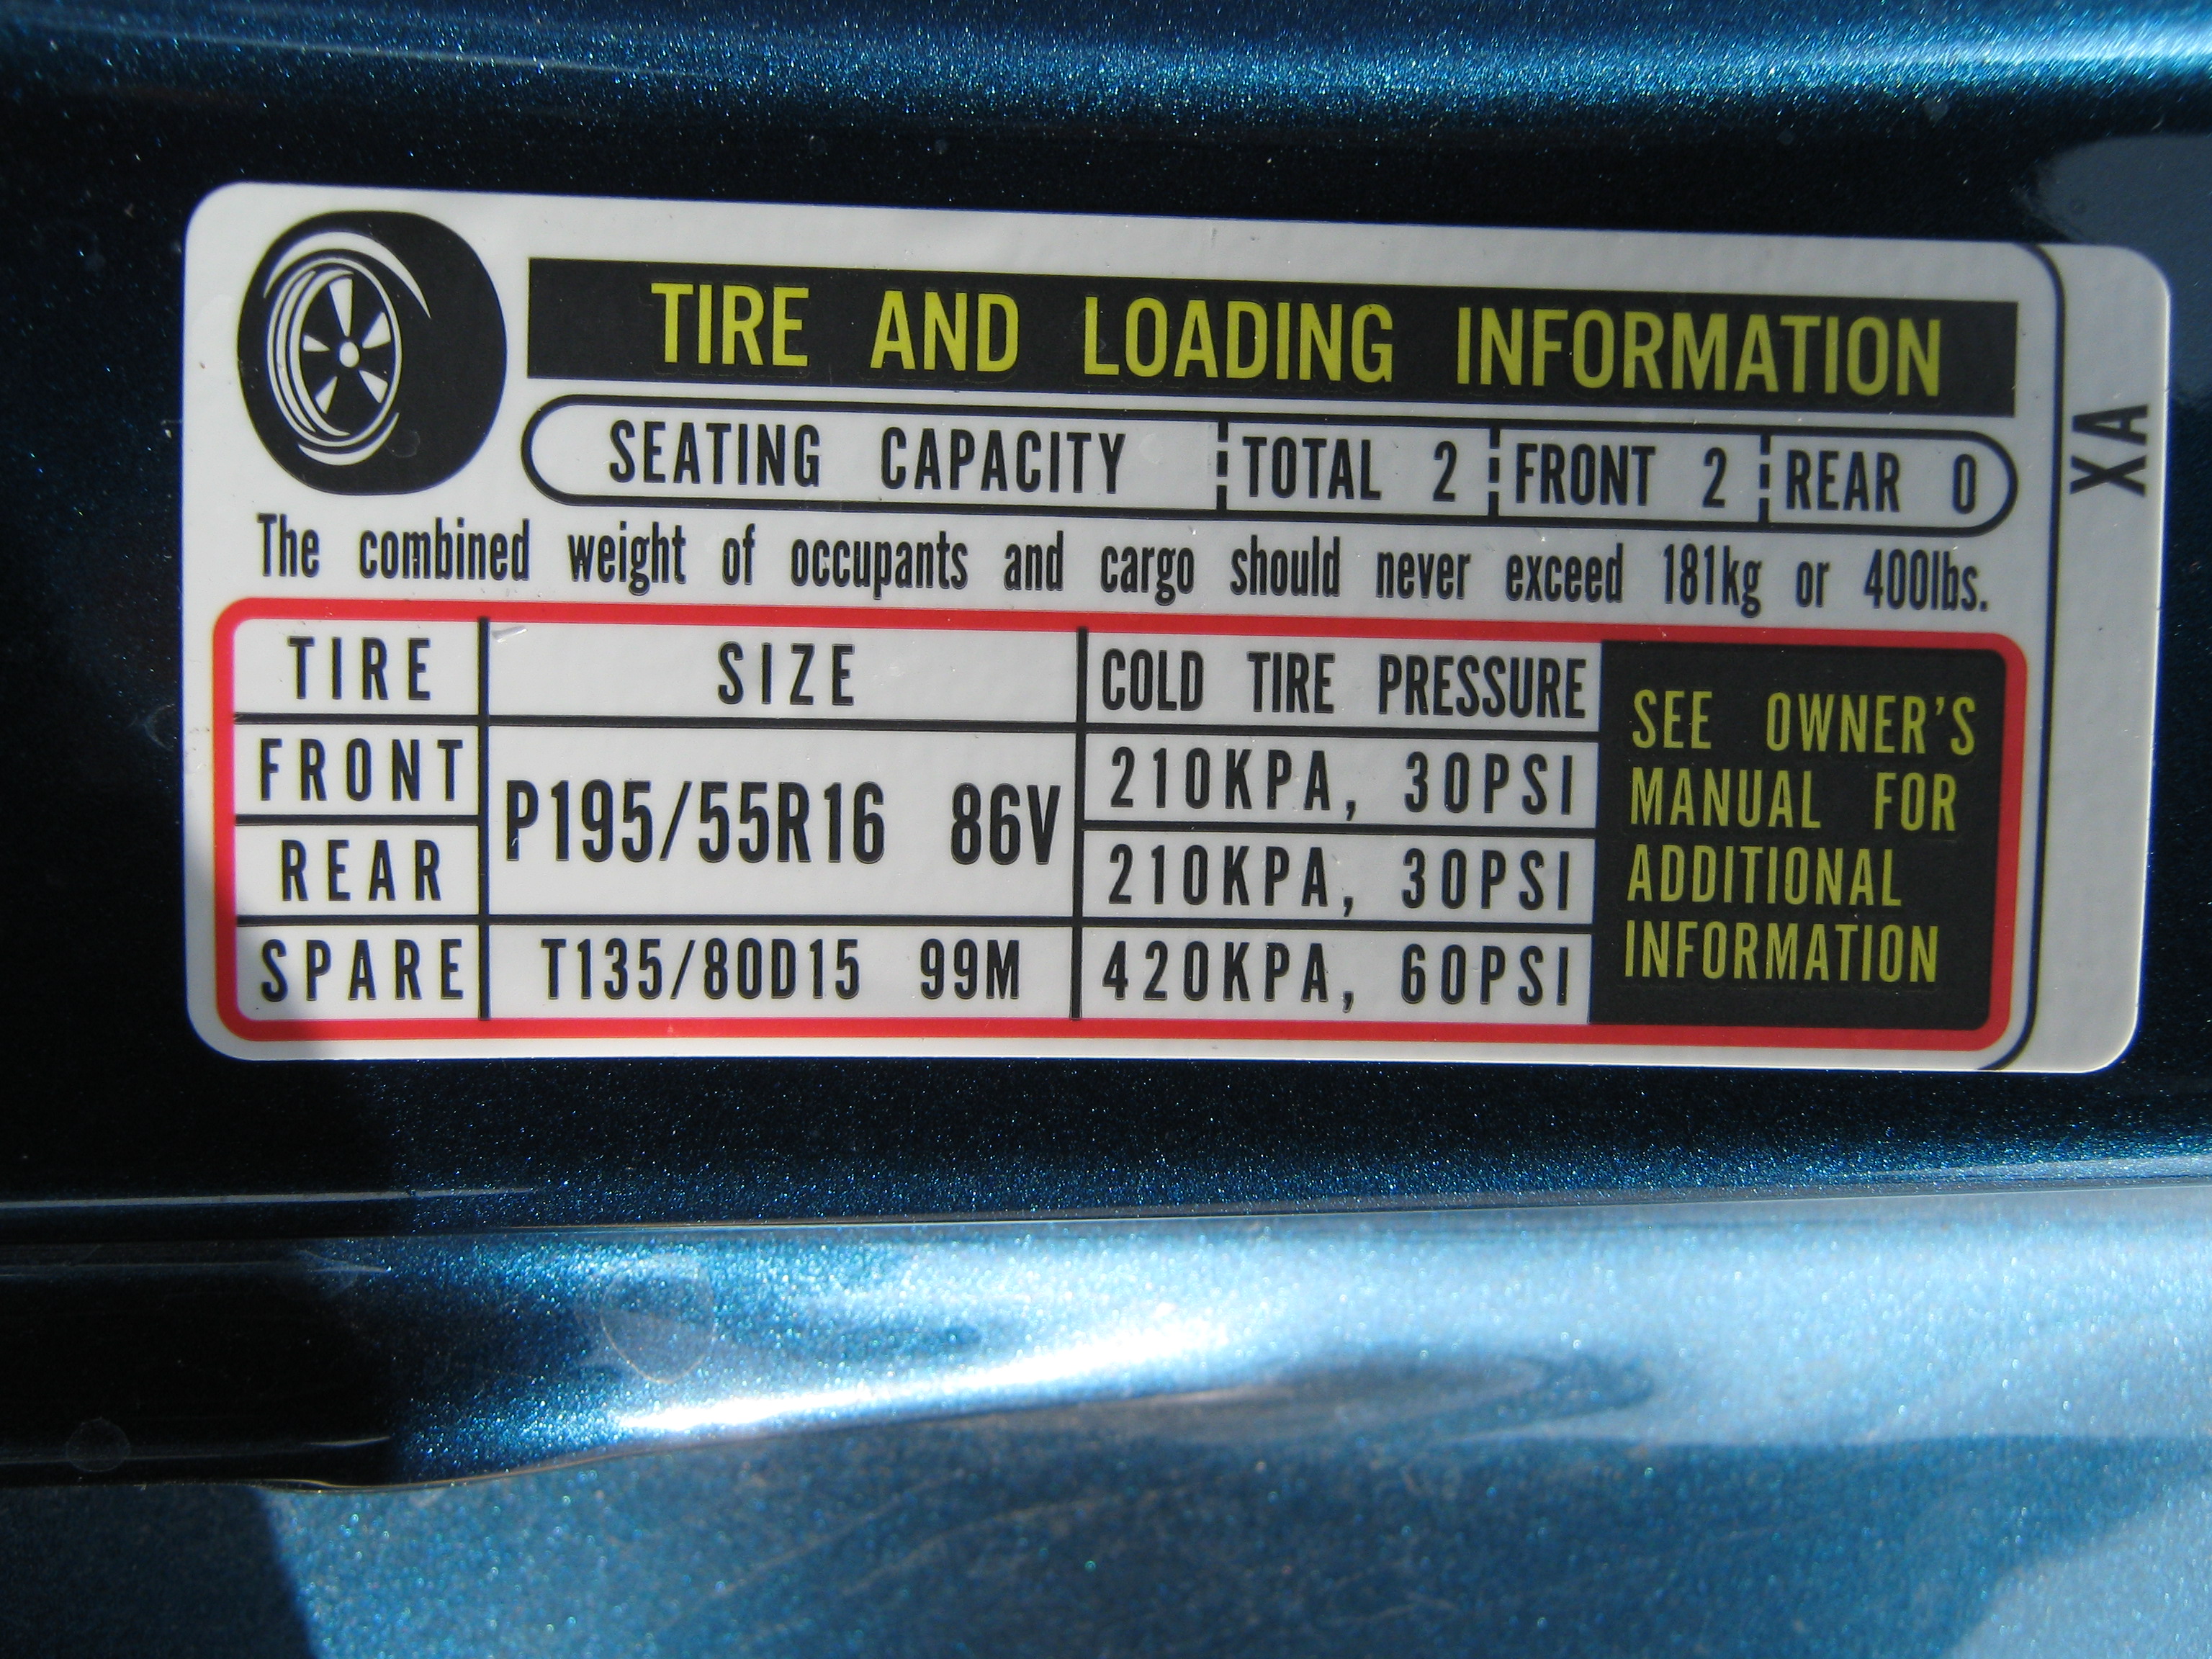 TIRE AND LOADING INFORMATION
SEATING CAPACITY TOTAL 2 FRONT 2 REAR 0
The combined weight of occupants and cargo should never exceed 181kg or 400lbs.
TIRE SIZE COLD TIRE PRESSURE
FRONT P195/55R16 86V 210KPA, 30PSI
REAR 210KPA, 30PSI
SPARE T135/80D15 99M 420KPA, 60PSI
SEE OWNER'S
MANUAL FOR
ADDITIONAL
INFORMATION
XA